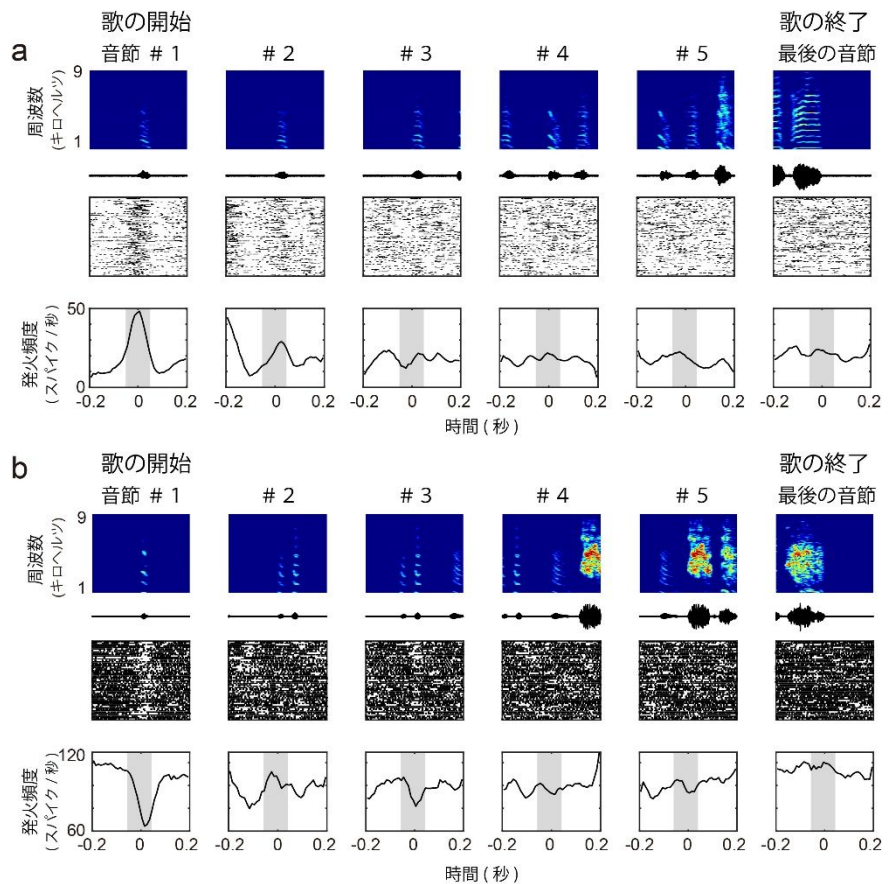 歌の開始
歌の終了
a
音節 # 1
# 2
# 3
# 4
# 5
最後の音節
周波数
(キロヘルツ)
9
1
発火頻度
(スパイク / 秒)
50
0
-0.2 0 0.2
-0.2 0 0.2
-0.2 0 0.2
-0.2 0 0.2
-0.2 0 0.2
-0.2 0 0.2
時間 ( 秒 )
b
歌の開始
歌の終了
音節 # 1
# 2
# 3
# 4
# 5
最後の音節
周波数
(キロヘルツ)
9
1
発火頻度
(スパイク / 秒)
120
60
-0.2 0 0.2
-0.2 0 0.2
-0.2 0 0.2
-0.2 0 0.2
-0.2 0 0.2
-0.2 0 0.2
時間 ( 秒 )